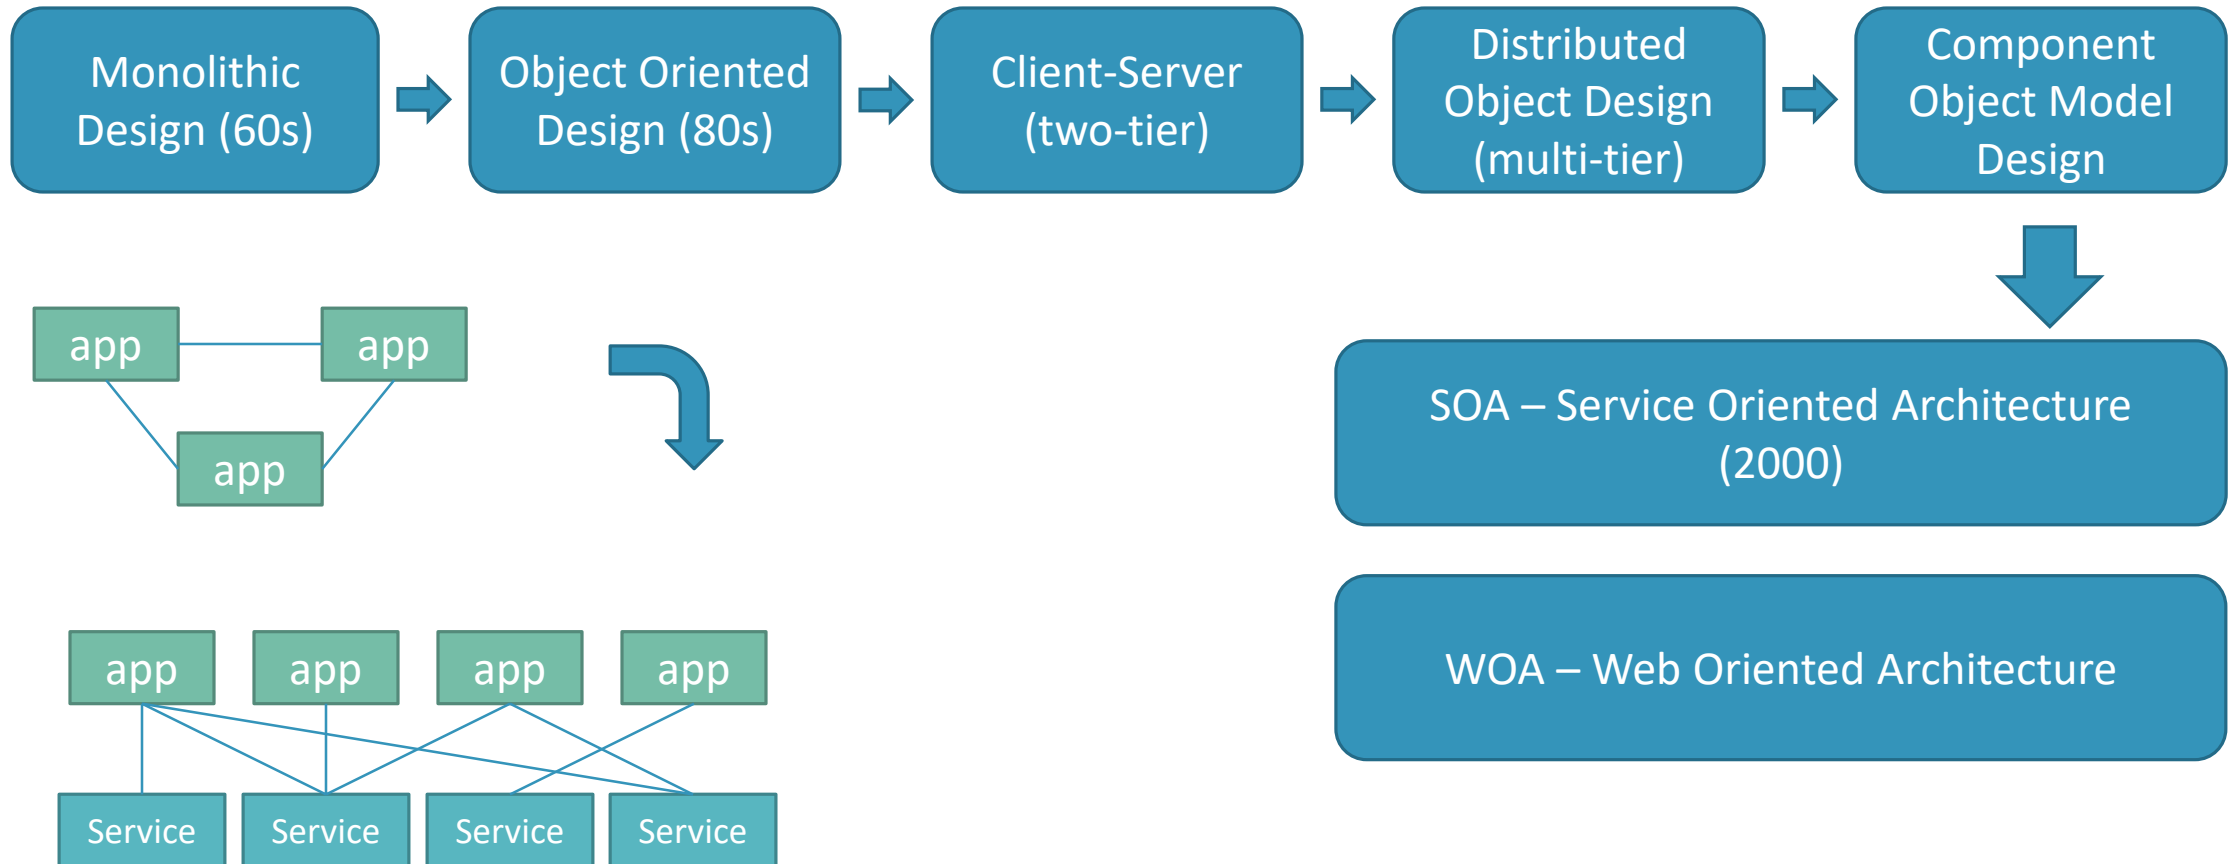 Monolithic
Design (60s)
Object Oriented
Design (80s)
Client-Server
(two-tier)
Distributed
Object Design
(multi-tier)
Component
Object Model
Design
app
app
app
SOA – Service Oriented Architecture
(2000)
WOA – Web Oriented Architecture
app
app
app
app
Service
Service
Service
Service